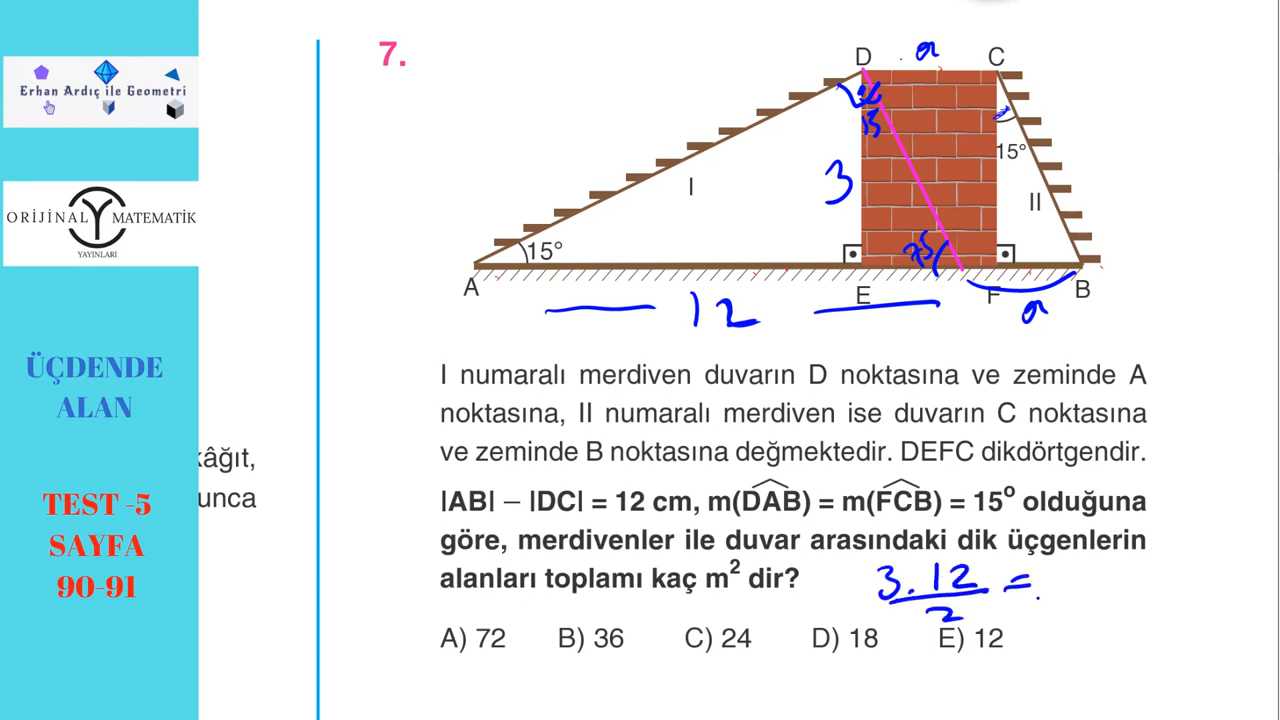 Erhan Ardıç ile Geometri
ORİJİNAL MATEMATİK
YAYINLARI
ÜÇDENDE
ALAN
TEST -5
SAYFA
90-91
kâğıt,
unca
7.
D a C
15
3
15°
I
II
15°
75
A E F B
12
a
I numaralı merdiven duvarın D noktasına ve zeminde A
noktasına, II numaralı merdiven ise duvarın C noktasına
ve zeminde B noktasına değmektedir. DEFC dikdörtgendir.
|AB| – |DC| = 12 cm, m(DAB) = m(FCB) = 15° olduğuna
göre, merdivenler ile duvar arasındaki dik üçgenlerin
alanları toplamı kaç m² dir?
3.12/2 =
A) 72 B) 36 C) 24 D) 18 E) 12